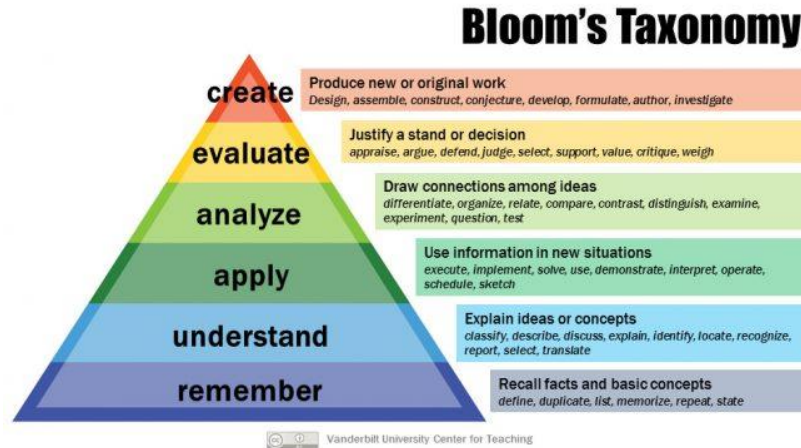 Bloom's Taxonomy
create
Produce new or original work
Design, assemble, construct, conjecture, develop, formulate, author, investigate
evaluate
Justify a stand or decision
appraise, argue, defend, judge, select, support, value, critique, weigh
analyze
Draw connections among ideas
differentiate, organize, relate, compare, contrast, distinguish, examine,
experiment, question, test
apply
Use information in new situations
execute, implement, solve, use, demonstrate, interpret, operate,
schedule, sketch
understand
Explain ideas or concepts
classify, describe, discuss, explain, identify, locate, recognize,
report, select, translate
remember
Recall facts and basic concepts
define, duplicate, list, memorize, repeat, state
cc Vanderbilt University Center for Teaching